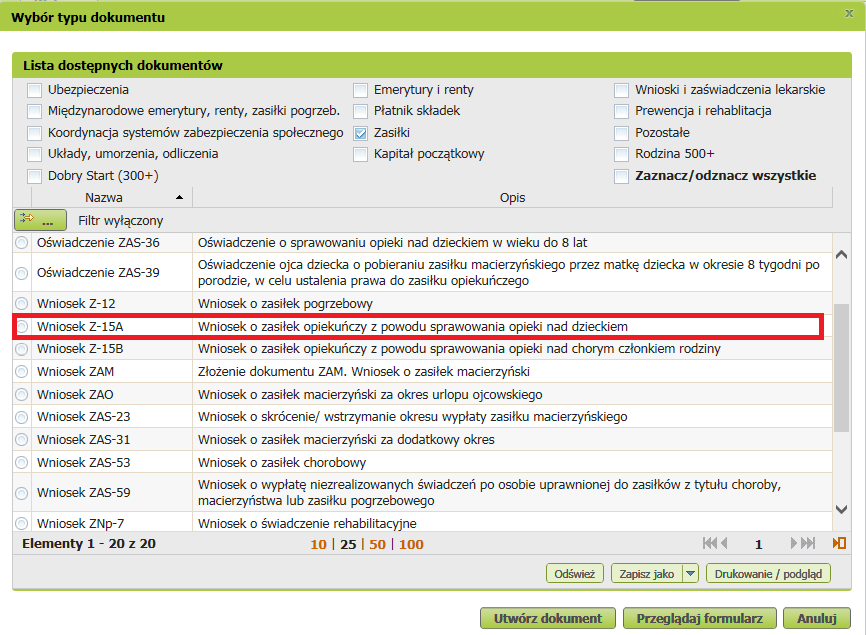 Wybór typu dokumentu
x
Lista dostępnych dokumentów
Ubezpieczenia
Emerytury i renty
Wnioski i zaświadczenia lekarskie
Międzynarodowe emerytury, renty, zasiłki pogrzeb.
Płatnik składek
Prewencja i rehablitacja
Koordynacja systemów zabezpieczenia społecznego
Zasiłki
Pozostałe
Układy, umorzenia, odliczenia
Kapitał początkowy
Rodzina 500+
Dobry Start (300+)
Zaznacz/odznacz wszystkie
Nazwa
Opis
...
Filtr wyłączony
Oświadczenie ZAS-36
Oświadczenie o sprawowaniu opieki nad dzieckiem w wieku do 8 lat
Oświadczenie ZAS-39
Oświadczenie ojca dziecka o pobieraniu zasiłku macierzyńskiego przez matkę dziecka w okresie 8 tygodni po
porodzie, w celu ustalenia prawa do zasiłku opiekuńczego
Wniosek Z-12
Wniosek o zasiłek pogrzebowy
Wniosek Z-15A
Wniosek o zasiłek opiekuńczy z powodu sprawowania opieki nad dzieckiem
Wniosek Z-15B
Wniosek o zasiłek opiekuńczy z powodu sprawowania opieki nad chorym członkiem rodziny
Wniosek ZAM
Złożenie dokumentu ZAM. Wniosek o zasiłek macierzyński
Wniosek ZAO
Wniosek o zasiłek macierzyński za okres urlopu ojcowskiego
Wniosek ZAS-23
Wniosek o skrócenie/ wstrzymanie okresu wypłaty zasiłku macierzyńskiego
Wniosek ZAS-31
Wniosek o zasiłek macierzyński za dodatkowy okres
Wniosek ZAS-53
Wniosek o zasiłek chorobowy
Wniosek ZAS-59
Wniosek o wypłatę niezrealizowanych świadczeń po osobie uprawnionej do zasiłków z tytułu choroby,
macierzyństwa lub zasiłku pogrzebowego
Wniosek ZNp-7
Wniosek o świadczenie rehabilitacyjne
Elementy 1 - 20 z 20
10 | 25 | 50 | 100
1
Odśwież
Zapisz jako
Drukowanie / podgląd
Utwórz dokument
Przeglądaj formularz
Anuluj